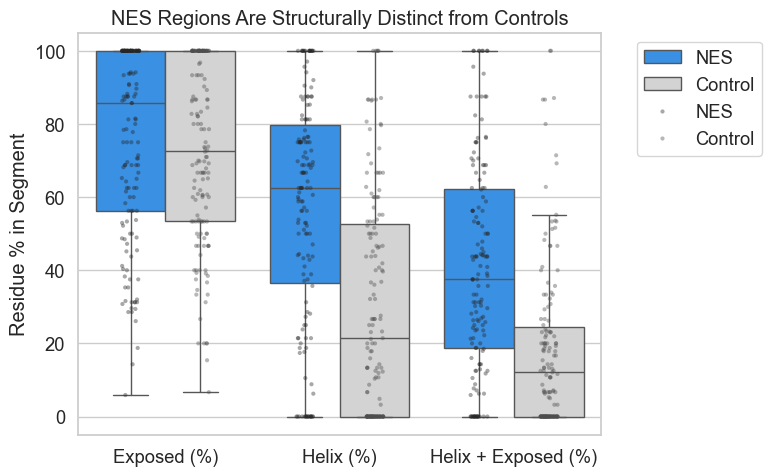 NES Regions Are Structurally Distinct from Controls
Residue % in Segment
100
80
60
40
20
0
Exposed (%)
Helix (%)
Helix + Exposed (%)
NES
Control
NES
Control